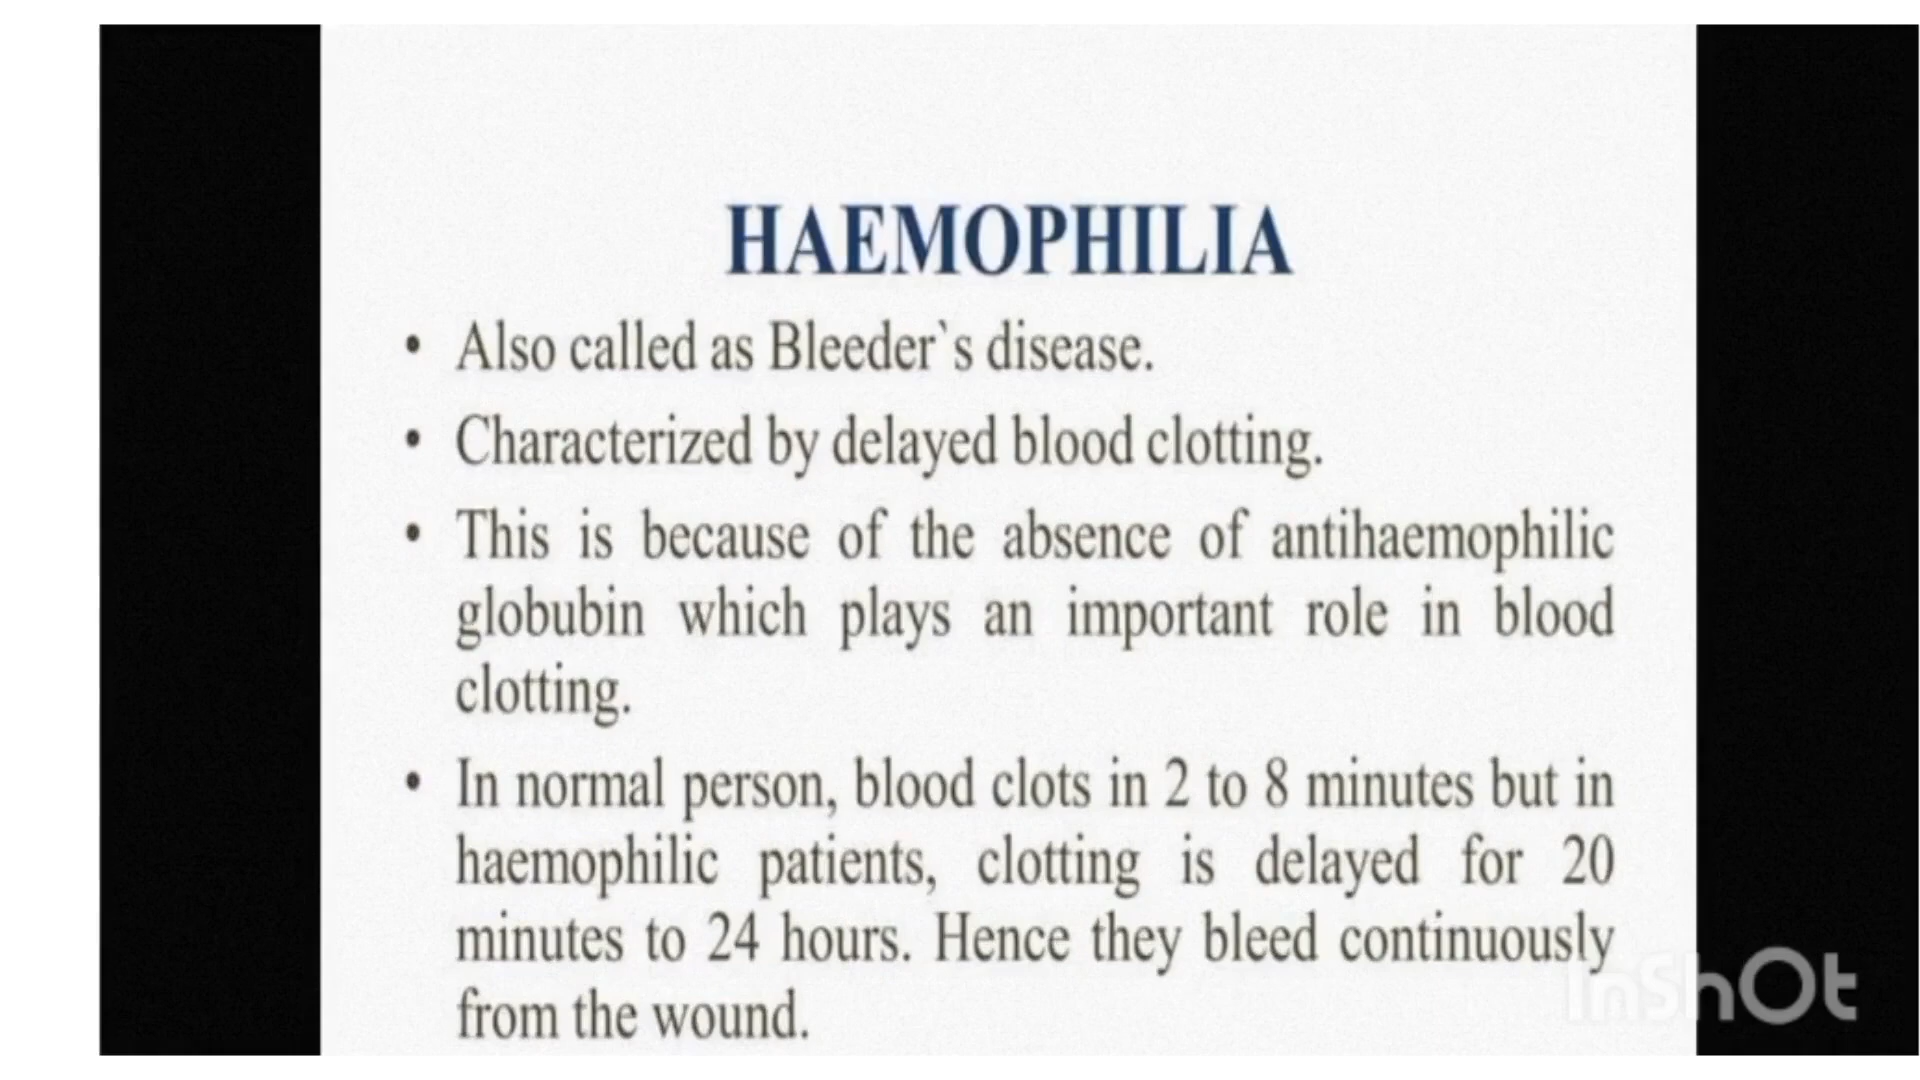 HAEMOPHILIA
• Also called as Bleeder`s disease.
• Characterized by delayed blood clotting.
• This is because of the absence of antihaemophilic
globubin which plays an important role in blood
clotting.
• In normal person, blood clots in 2 to 8 minutes but in
haemophilic patients, clotting is delayed for 20
minutes to 24 hours. Hence they bleed continuously
from the wound.
InShOt